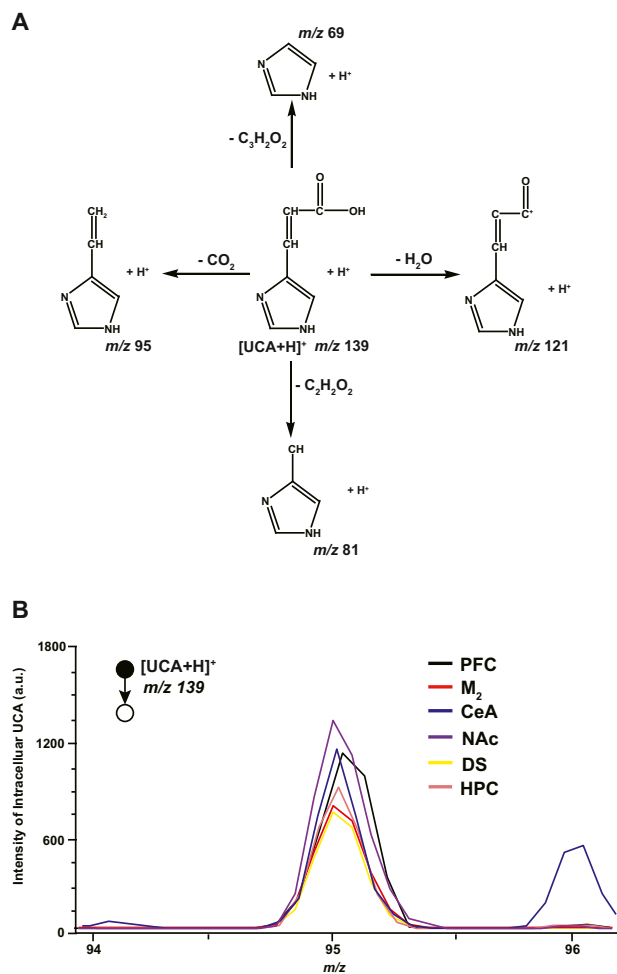 A
m/z 69
N
NH
+ H⁺
- C₃H₂O₂
O
CH
OH
CH
N
NH
+ H⁺
[UCA+H]⁺ m/z 139
- CO₂
CH₂
CH
N
NH
+ H⁺
m/z 95
- H₂O
O
C
C⁺
CH
N
NH
+ H⁺
m/z 121
- C₂H₂O₂
CH
N
NH
+ H⁺
m/z 81
B
Intensity of Intracelluar UCA (a.u.)
1800
1200
600
0
94
95
96
m/z
[UCA+H]⁺
m/z 139
PFC
M₂
CeA
NAc
DS
HPC